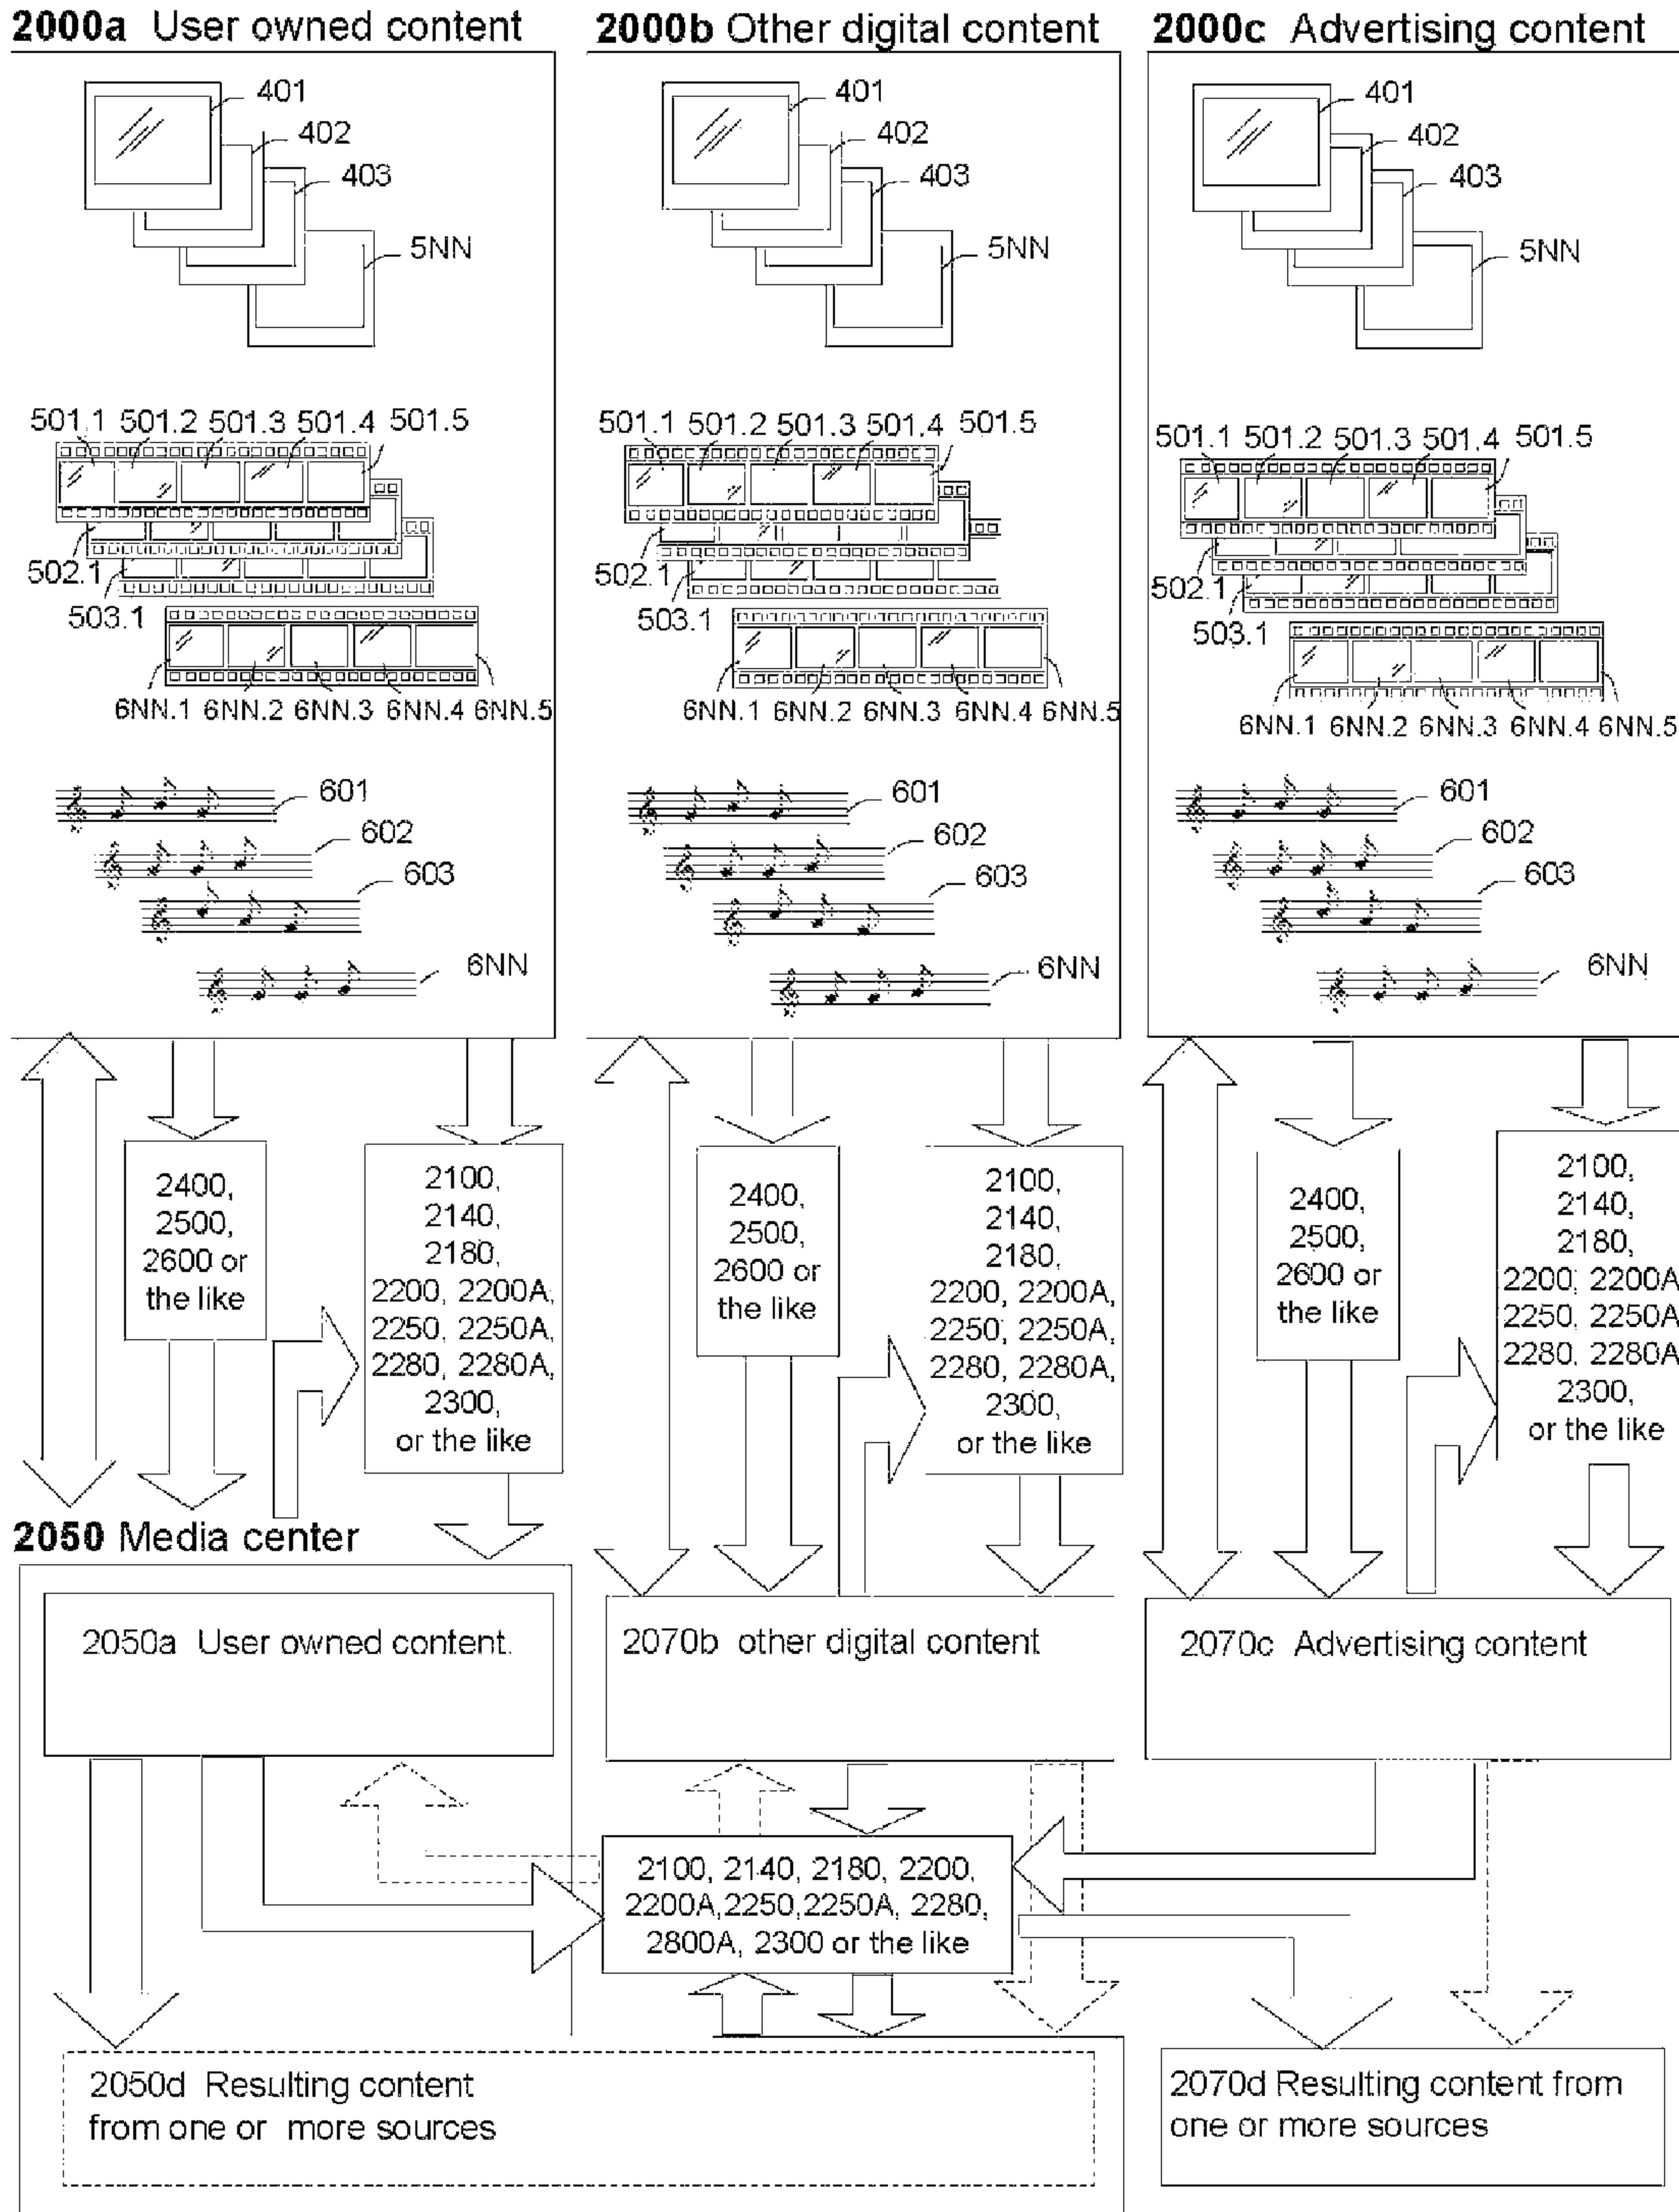 2000a User owned content
401
402
403
5NN
501.1 501.2 501.3 501.4 501.5
502.1
503.1
6NN.1 6NN.2 6NN.3 6NN.4 6NN.5
601
602
603
6NN
2400,
2500,
2600 or
the like
2100,
2140,
2180,
2200, 2200A,
2250, 2250A,
2280, 2280A,
2300,
or the like
2000b Other digital content
401
402
403
5NN
501.1 501.2 501.3 501.4 501.5
502.1
503.1
6NN.1 6NN.2 6NN.3 6NN.4 6NN.5
601
602
603
6NN
2400,
2500,
2600 or
the like
2100,
2140,
2180,
2200, 2200A,
2250, 2250A,
2280, 2280A,
2300,
or the like
2000c Advertising content
401
402
403
5NN
501.1 501.2 501.3 501.4 501.5
502.1
503.1
6NN.1 6NN.2 6NN.3 6NN.4 6NN.5
601
602
603
6NN
2400,
2500,
2600 or
the like
2100,
2140,
2180,
2200, 2200A
2250, 2250A
2280, 2280A
2300,
or the like
2050 Media center
2050a User owned content.
2070b other digital content
2070c Advertising content
2100, 2140, 2180, 2200,
2200A,2250,2250A, 2280,
2800A, 2300 or the like
2050d Resulting content
from one or more sources
2070d Resulting content from
one or more sources